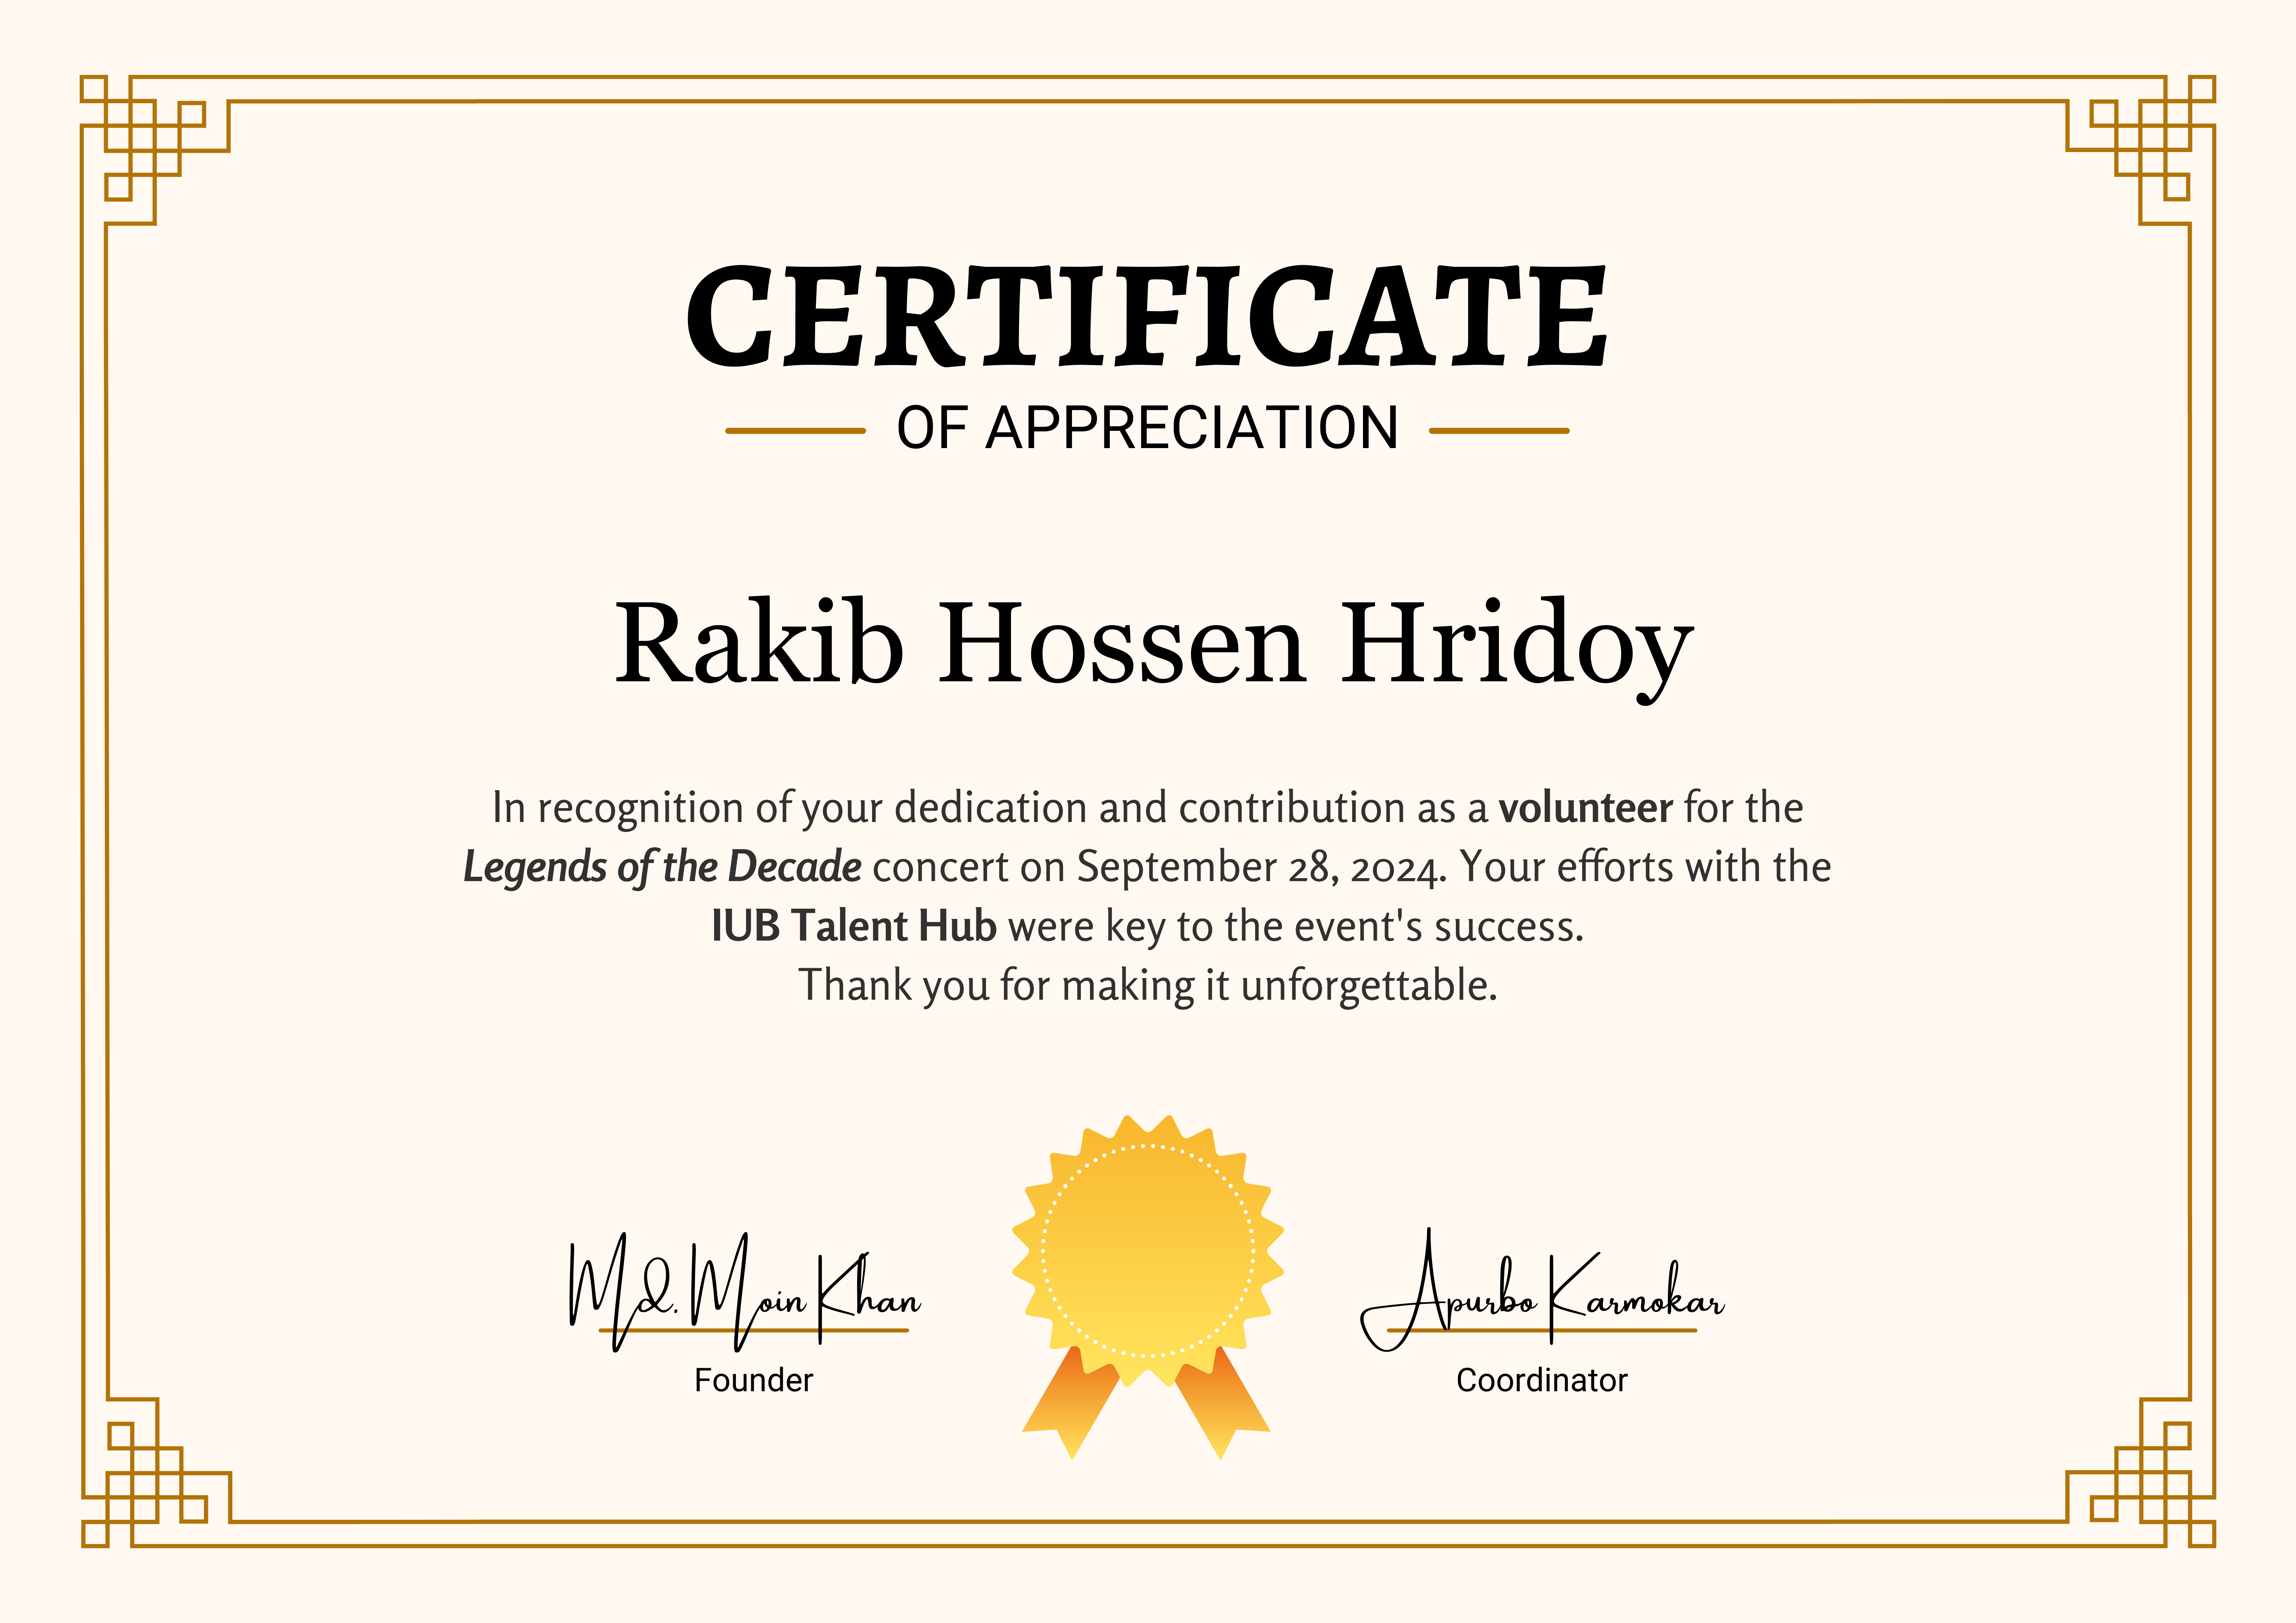 CERTIFICATE
OF APPRECIATION
Rakib Hossen Hridoy
In recognition of your dedication and contribution as a volunteer for the
Legends of the Decade concert on September 28, 2024. Your efforts with the
IUB Talent Hub were key to the event's success.
Thank you for making it unforgettable.
Md. Moin Khan
Founder
Apurbo Karmokar
Coordinator